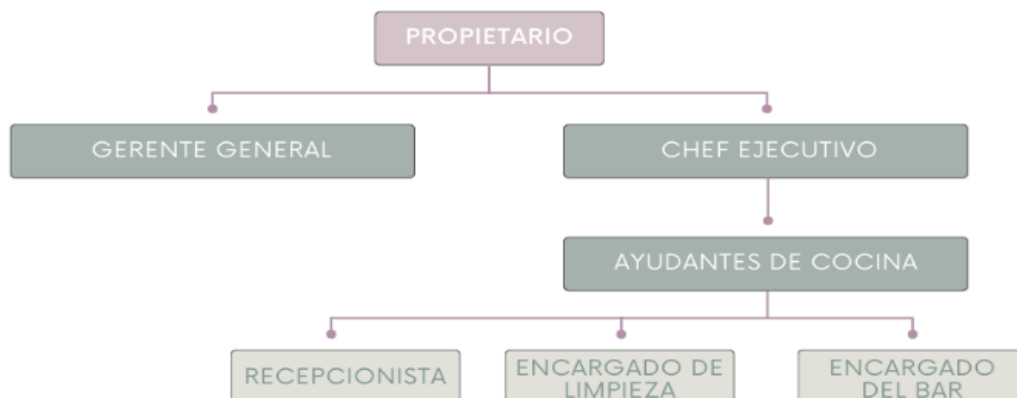 PROPIETARIO
GERENTE GENERAL
CHEF EJECUTIVO
AYUDANTES DE COCINA
RECEPCIONISTA
ENCARGADO DE
LIMPIEZA
ENCARGADO
DEL BAR